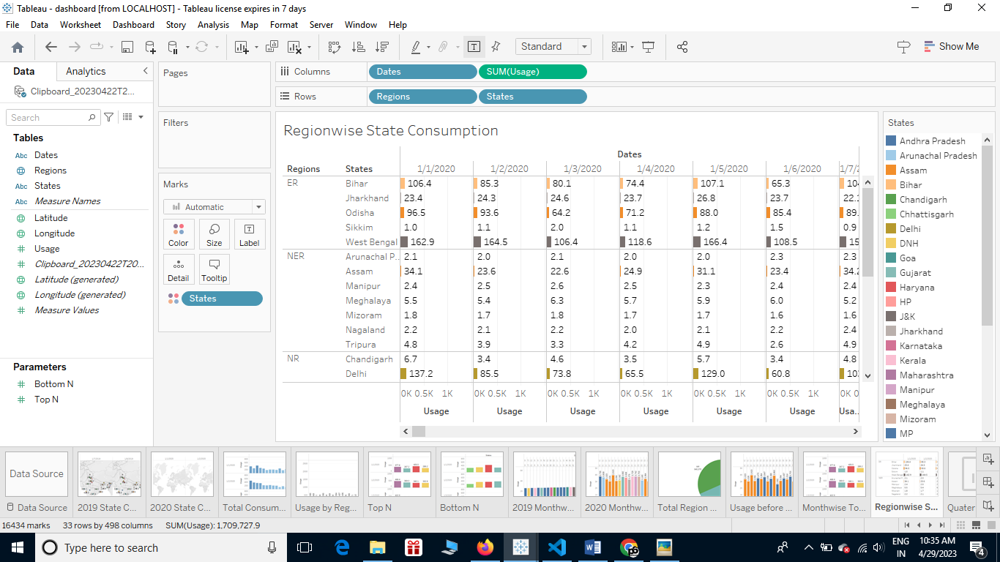 Tableau - dashboard [from LOCALHOST] - Tableau license expires in 7 days
File Data Worksheet Dashboard Story Analysis Map Format Server Window Help
Standard Show Me
Data Analytics
Clipboard_20230422T2...
Search
Tables
Abc Dates
Regions
Abc States
Abc Measure Names
Latitude
Longitude
Usage
Clipboard_20230422T20...
Latitude (generated)
Longitude (generated)
Measure Values
Parameters
Bottom N
Top N
Pages
Filters
Marks
Automatic
Color Size Label
Detail Tooltip
States
Columns Dates SUM(Usage)
Rows Regions States
Regionwise State Consumption
Dates
Regions States 1/1/2020 1/2/2020 1/3/2020 1/4/2020 1/5/2020 1/6/2020 1/7/2
ER Bihar 106.4 85.3 80.1 74.4 107.1 65.3 104
Jharkhand 23.4 24.3 24.6 23.7 26.8 23.7 22.1
Odisha 96.5 93.6 64.2 71.2 88.0 85.4 89.
Sikkim 1.0 1.1 2.0 1.1 1.2 1.5 0.9
West Bengal 162.9 164.5 106.4 118.6 166.4 108.5 15
NER Arunachal P.. 2.1 2.0 2.1 2.0 2.0 2.3 2.3
Assam 34.1 23.6 22.6 24.9 31.1 23.4 34.2
Manipur 2.4 2.5 2.6 2.5 2.3 2.4 2.4
Meghalaya 5.5 5.4 6.3 5.7 5.9 6.0 5.2
Mizoram 1.8 1.7 1.8 1.7 1.7 1.6 1.6
Nagaland 2.2 2.1 2.2 2.0 2.1 2.2 2.4
Tripura 4.8 3.9 3.3 4.2 4.9 2.6 4.9
NR Chandigarh 6.7 3.4 4.6 3.5 5.7 3.4 4.8
Delhi 137.2 85.5 73.8 65.5 129.0 60.8 103
0K 0.5K 1K 0K 0.5K 1K 0K 0.5K 1K 0K 0.5K 1K 0K 0.5K 1K 0K 0.5K 1K 0K 0
Usage Usage Usage Usage Usage Usage Usa..
States
Andhra Pradesh
Arunachal Pradesh
Assam
Bihar
Chandigarh
Chhattisgarh
Delhi
DNH
Goa
Gujarat
Haryana
HP
J&K
Jharkhand
Karnataka
Kerala
Maharashtra
Manipur
Meghalaya
Mizoram
MP
Data Source
Data Source 2019 State C... 2020 State C... Total Consum... Usage by Reg... Top N Bottom N 2019 Monthw... 2020 Monthw... Total Region ... Usage before ... Monthwise To... Regionwise S... Quater
16434 marks 33 rows by 498 columns SUM(Usage): 1,709,727.9
Type here to search
ENG 10:35 AM
IN 4/29/2023
4